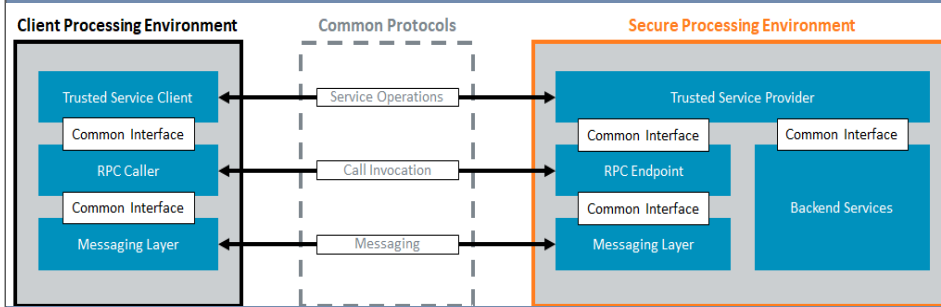 Client Processing Environment
Common Protocols
Secure Processing Environment
Trusted Service Client
Service Operations
Trusted Service Provider
Common Interface
Common Interface
Common Interface
RPC Caller
Call Invocation
RPC Endpoint
Backend Services
Common Interface
Common Interface
Messaging Layer
Messaging
Messaging Layer